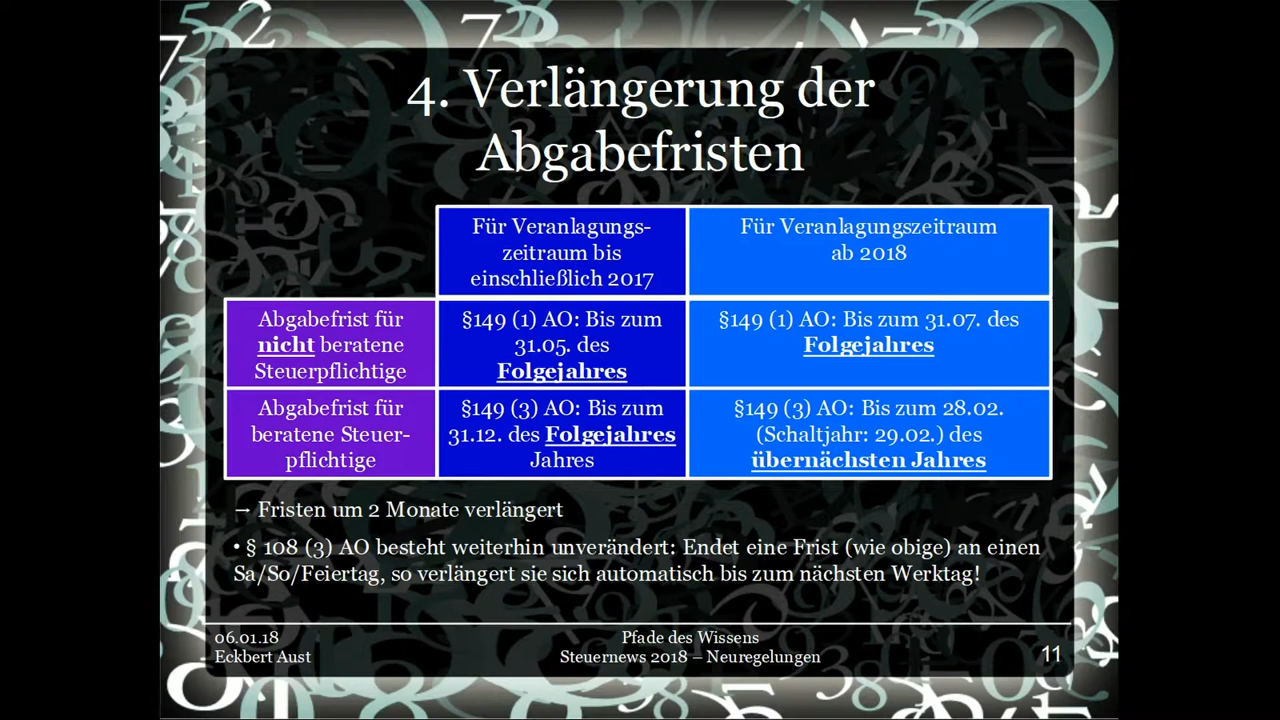 4. Verlängerung der
Abgabefristen
Für Veranlagungs-
zeitraum bis
einschließlich 2017
Für Veranlagungszeitraum
ab 2018
Abgabefrist für
nicht beratene
Steuerpflichtige
§149 (1) AO: Bis zum
31.05. des
Folgejahres
§149 (1) AO: Bis zum 31.07. des
Folgejahres
Abgabefrist für
beratene Steuer-
pflichtige
§149 (3) AO: Bis zum
31.12. des Folgejahres
Jahres
§149 (3) AO: Bis zum 28.02.
(Schaltjahr: 29.02.) des
übernächsten Jahres
→ Fristen um 2 Monate verlängert
• § 108 (3) AO besteht weiterhin unverändert: Endet eine Frist (wie obige) an einen
Sa/So/Feiertag, so verlängert sie sich automatisch bis zum nächsten Werktag!
06.01.18
Eckbert Aust
Pfade des Wissens
Steuernews 2018 – Neuregelungen
11